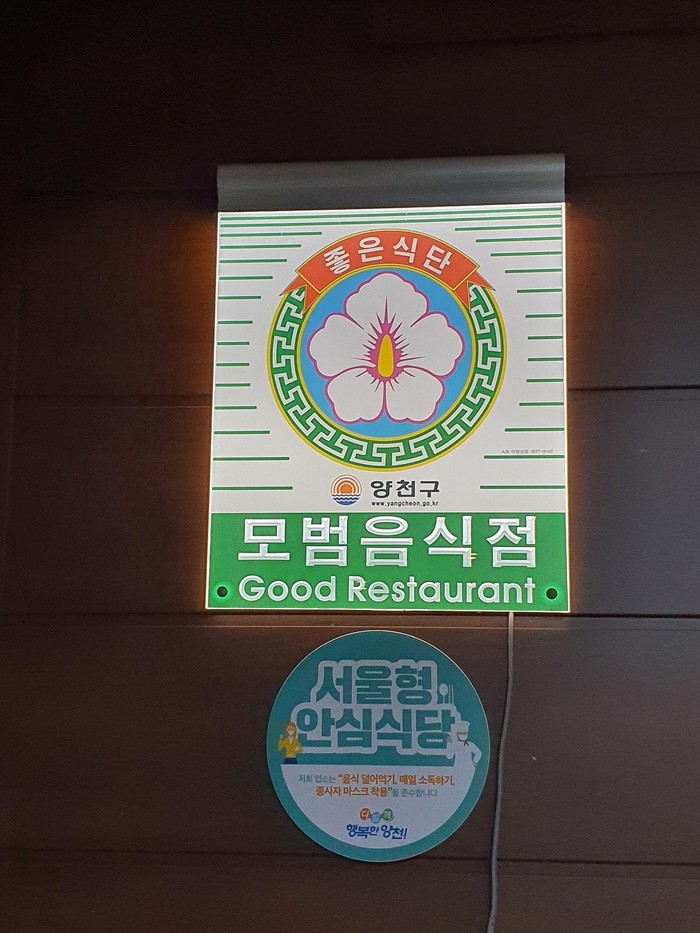 좋은식단
양천구
www.yangcheon.go.kr
모범음식점
Good Restaurant
서울형
안심식당
저희 업소는 "음식 덜어먹기, 매일 소독하기,
종사자 마스크 착용"을 준수합니다.
다함께
행복한 양천!